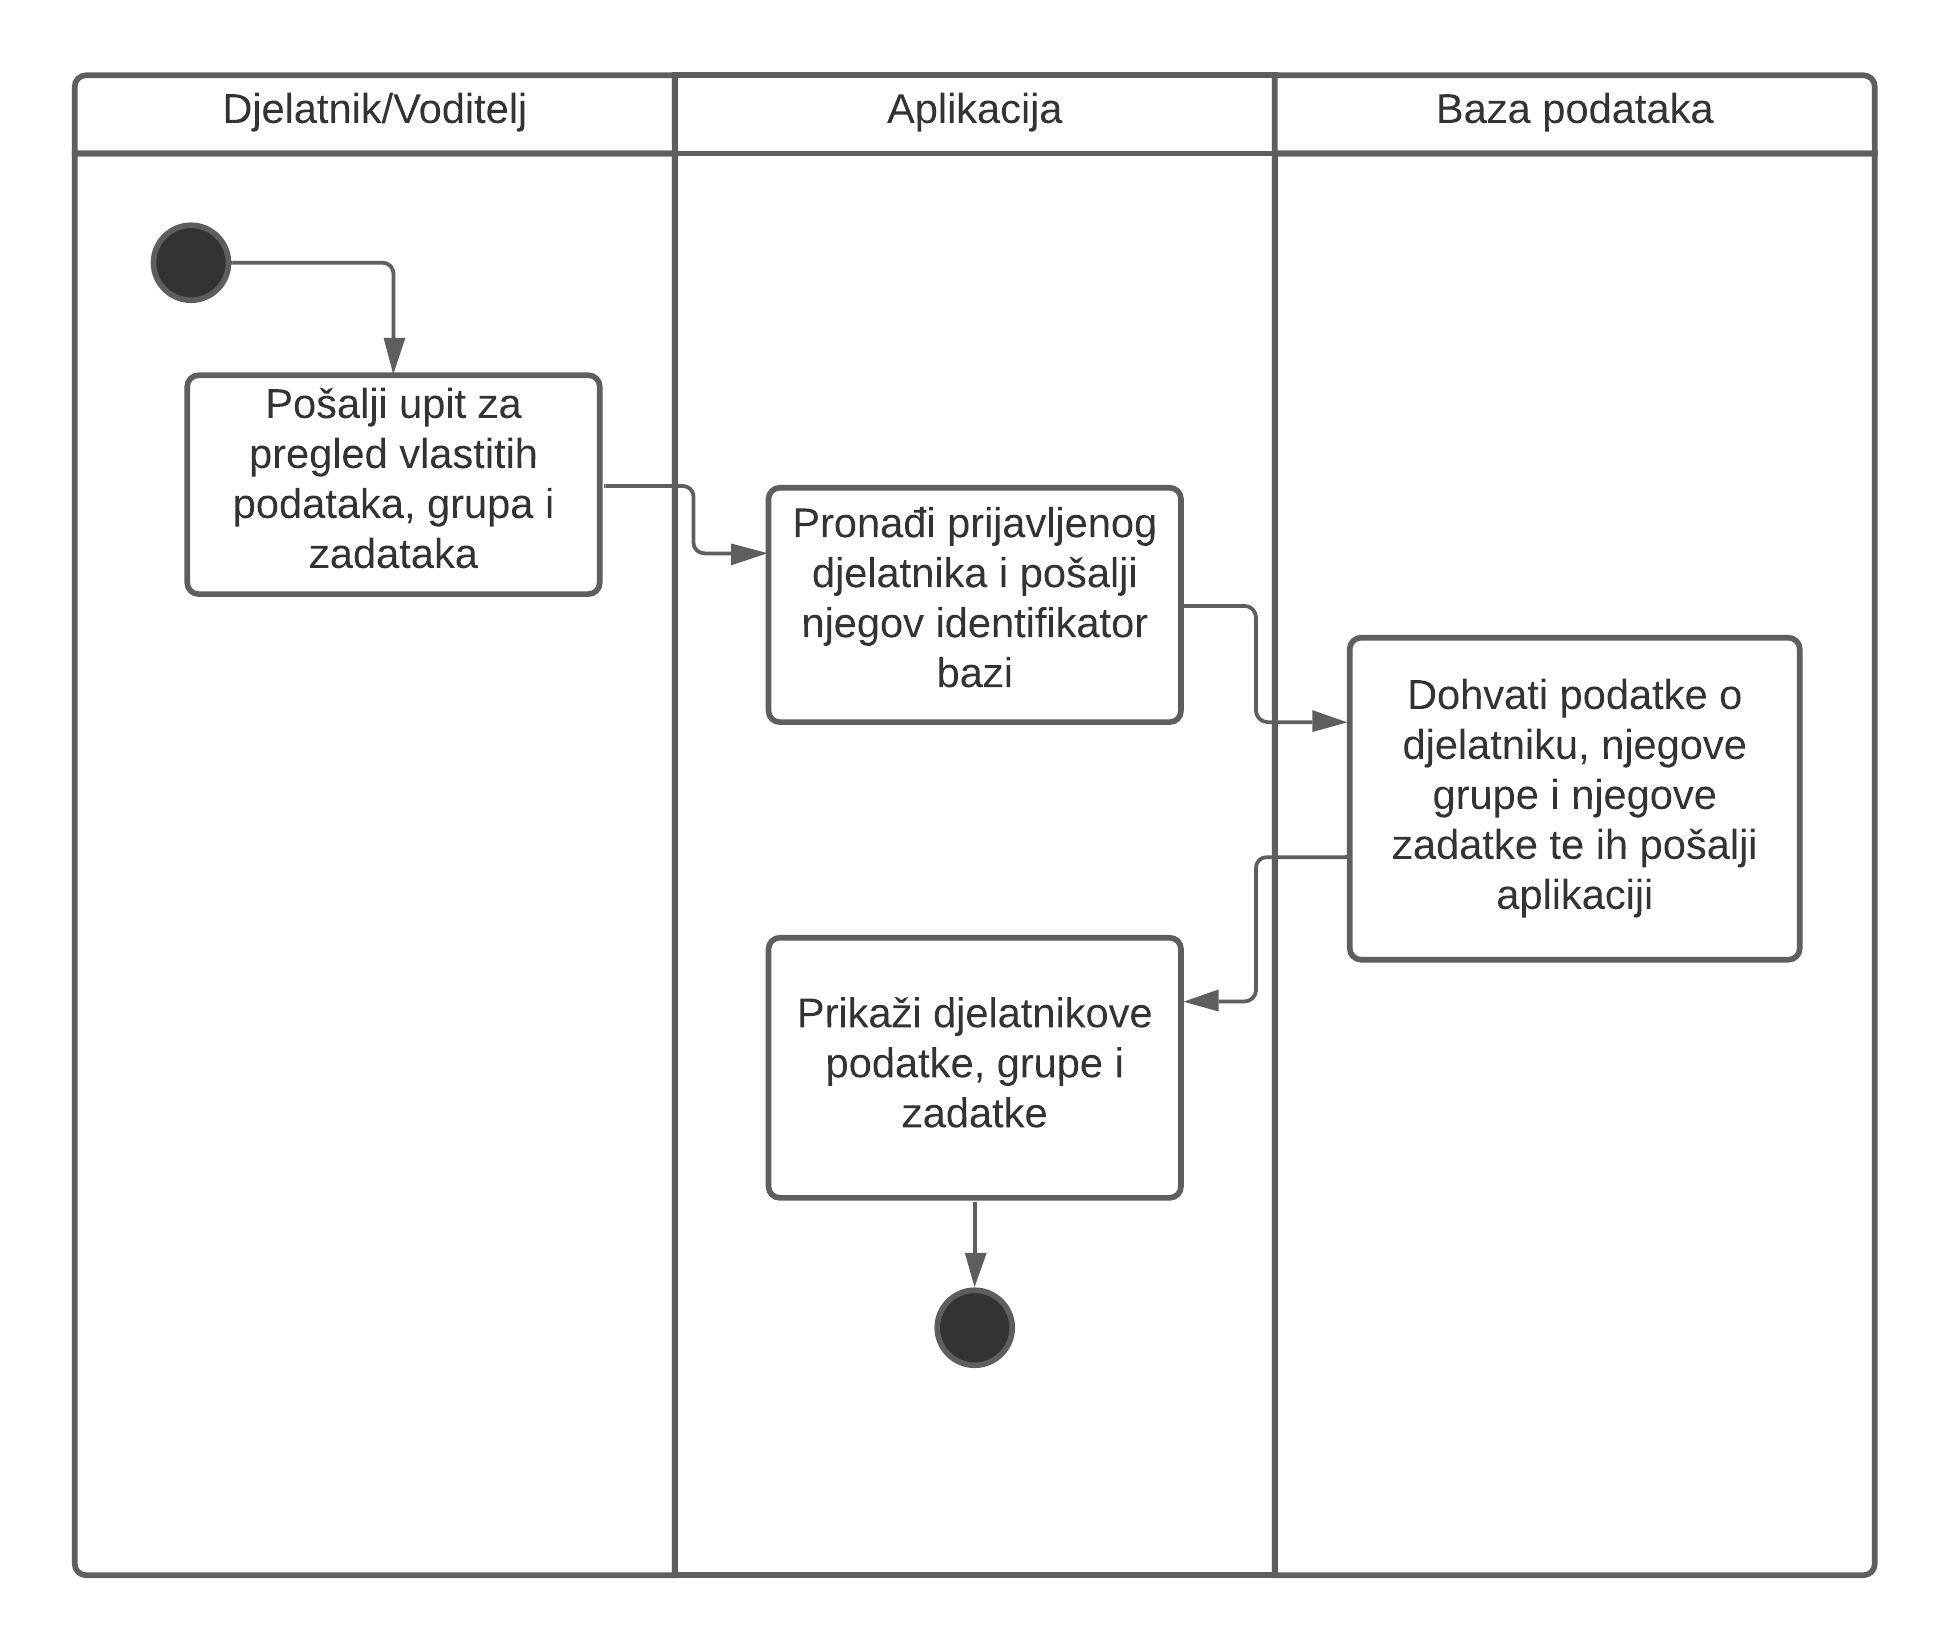 Djelatnik/Voditelj
Aplikacija
Baza podataka
Pošalji upit za
pregled vlastitih
podataka, grupa i
zadataka
Pronađi prijavljenog
djelatnika i pošalji
njegov identifikator
bazi
Dohvati podatke o
djelatniku, njegove
grupe i njegove
zadatke te ih pošalji
aplikaciji
Prikaži djelatnikove
podatke, grupe i
zadatke